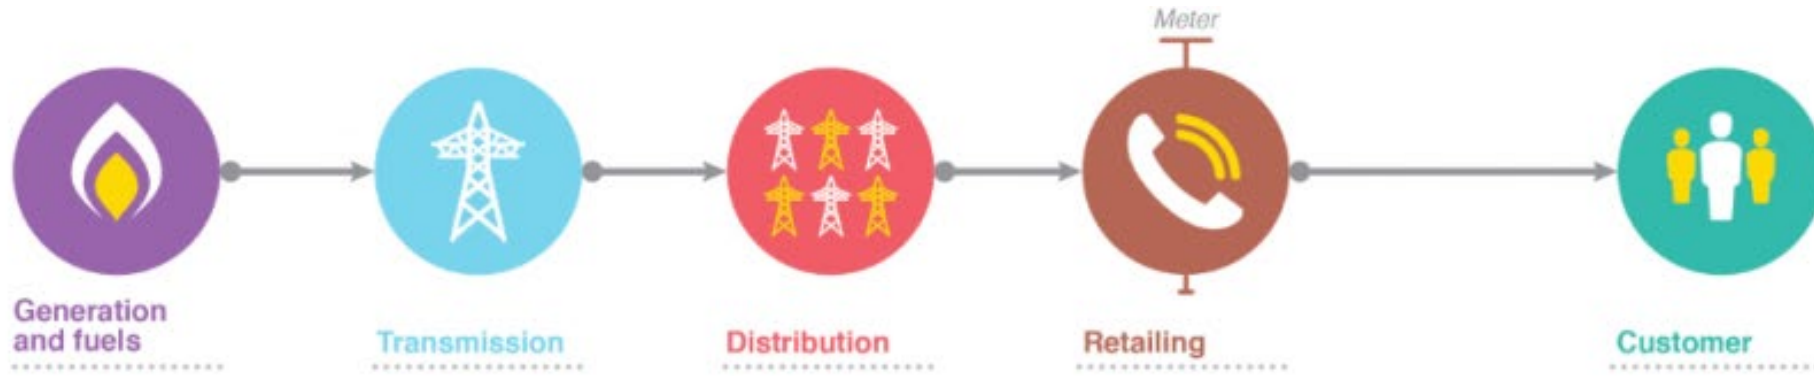 Meter
Generation
and fuels
Transmission
Distribution
Retailing
Customer